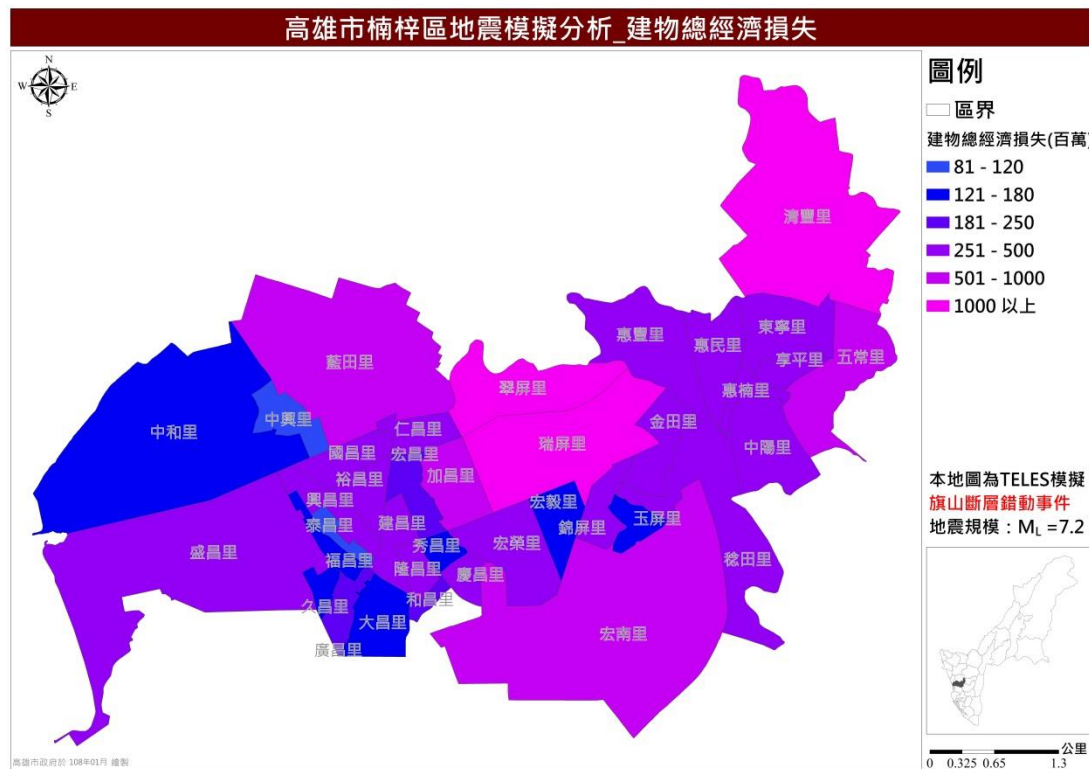 高雄市楠梓區地震模擬分析_建物總經濟損失
N
W E
S
圖例
區界
建物總經濟損失(百萬)
81 - 120
121 - 180
181 - 250
251 - 500
501 - 1000
1000 以上
清豐里
東寧里
惠豐里
惠民里
享平里
五常里
藍田里
翠屏里
惠楠里
中興里
金田里
中和里
仁昌里
瑞屏里
中陽里
國昌里
宏昌里
裕昌里
加昌里
興昌里
宏毅里
泰昌里
建昌里
錦屏里
玉屏里
盛昌里
秀昌里
宏榮里
福昌里
隆昌里
慶昌里
稔田里
久昌里
和昌里
大昌里
宏南里
廣昌里
本地圖為TELES模擬
旗山斷層錯動事件
地震規模：ML =7.2
公里
0 0.325 0.65 1.3
高雄市政府於 108年01月 繪製